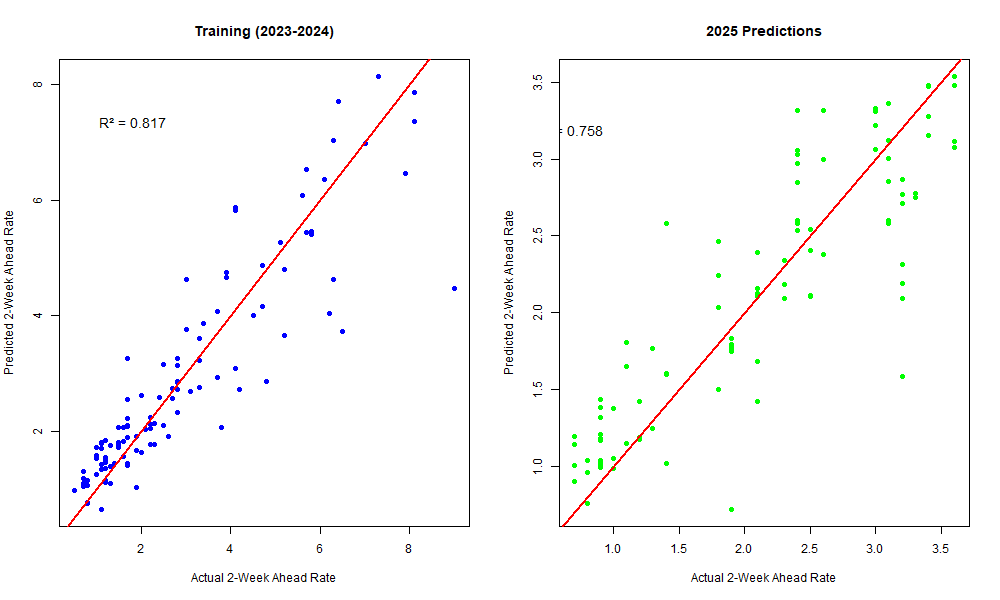 Training (2023-2024)
R² = 0.817
Predicted 2-Week Ahead Rate
8
6
4
2
2 4 6 8
Actual 2-Week Ahead Rate
2025 Predictions
= 0.758
Predicted 2-Week Ahead Rate
3.5
3.0
2.5
2.0
1.5
1.0
1.0 1.5 2.0 2.5 3.0 3.5
Actual 2-Week Ahead Rate